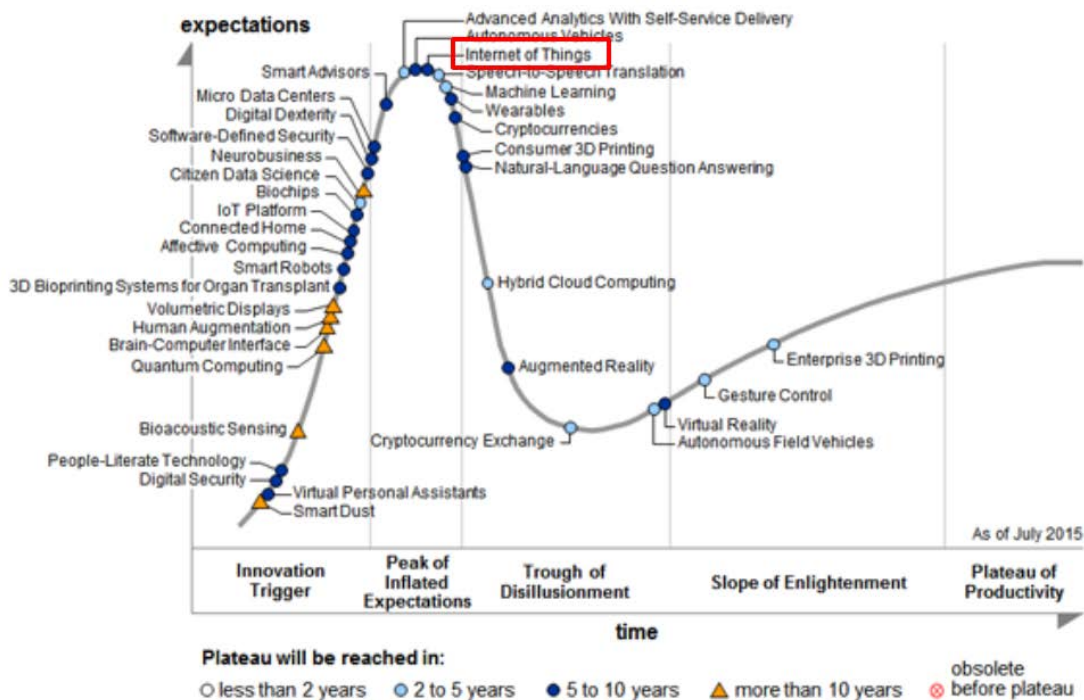 expectations
Advanced Analytics With Self-Service Delivery
Autonomous Vehicles
Internet of Things
Speech-to-Speech Translation
Machine Learning
Wearables
Cryptocurrencies
Consumer 3D Printing
Natural-Language Question Answering
Smart Advisors
Micro Data Centers
Digital Dexterity
Software-Defined Security
Neurobusiness
Citizen Data Science
Biochips
IoT Platform
Connected Home
Affective Computing
Smart Robots
3D Bioprinting Systems for Organ Transplant
Volumetric Displays
Human Augmentation
Brain-Computer Interface
Quantum Computing
Bioacoustic Sensing
People-Literate Technology
Digital Security
Virtual Personal Assistants
Smart Dust
Hybrid Cloud Computing
Augmented Reality
Cryptocurrency Exchange
Enterprise 3D Printing
Gesture Control
Virtual Reality
Autonomous Field Vehicles
As of July 2015
Innovation
Trigger
Peak of
Inflated
Expectations
Trough of
Disillusionment
Slope of Enlightenment
Plateau of
Productivity
time
Plateau will be reached in:
less than 2 years
2 to 5 years
5 to 10 years
more than 10 years
obsolete
before plateau